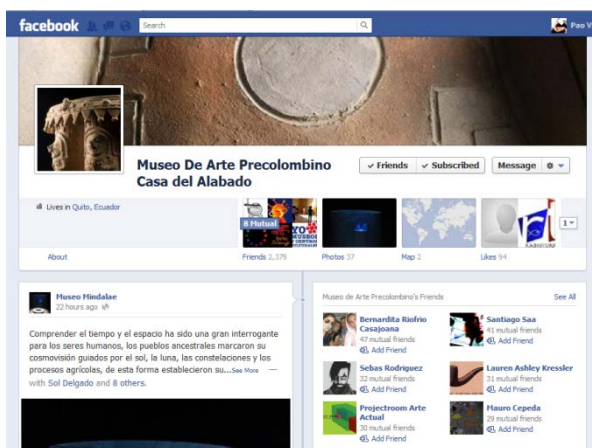 facebook
Search
Pao V
Museo De Arte Precolombino
Casa del Alabado
✓ Friends
✓ Subscribed
Message
Lives in Quito, Ecuador
8 Mutual
1
About
Friends 2,379
Photos 37
Map 2
Likes 94
Museo Mindalae
22 hours ago
Comprender el tiempo y el espacio ha sido una gran interrogante
para los seres humanos, los pueblos ancestrales marcaron su
cosmovisión guiados por el sol, la luna, las constelaciones y los
procesos agrícolas, de esta forma establecieron su...See More
with Sol Delgado and 8 others.
Museo de Arte Precolombino's Friends
See All
Bernardita Riofrio
Casajoana
47 mutual friends
Add Friend
Santiago Saa
41 mutual friends
Add Friend
Sebas Rodriguez
32 mutual friends
Add Friend
Lauren Ashley Kressler
31 mutual friends
Add Friend
Projectroom Arte
Actual
30 mutual friends
Add Friend
Mauro Cepeda
29 mutual friends
Add Friend